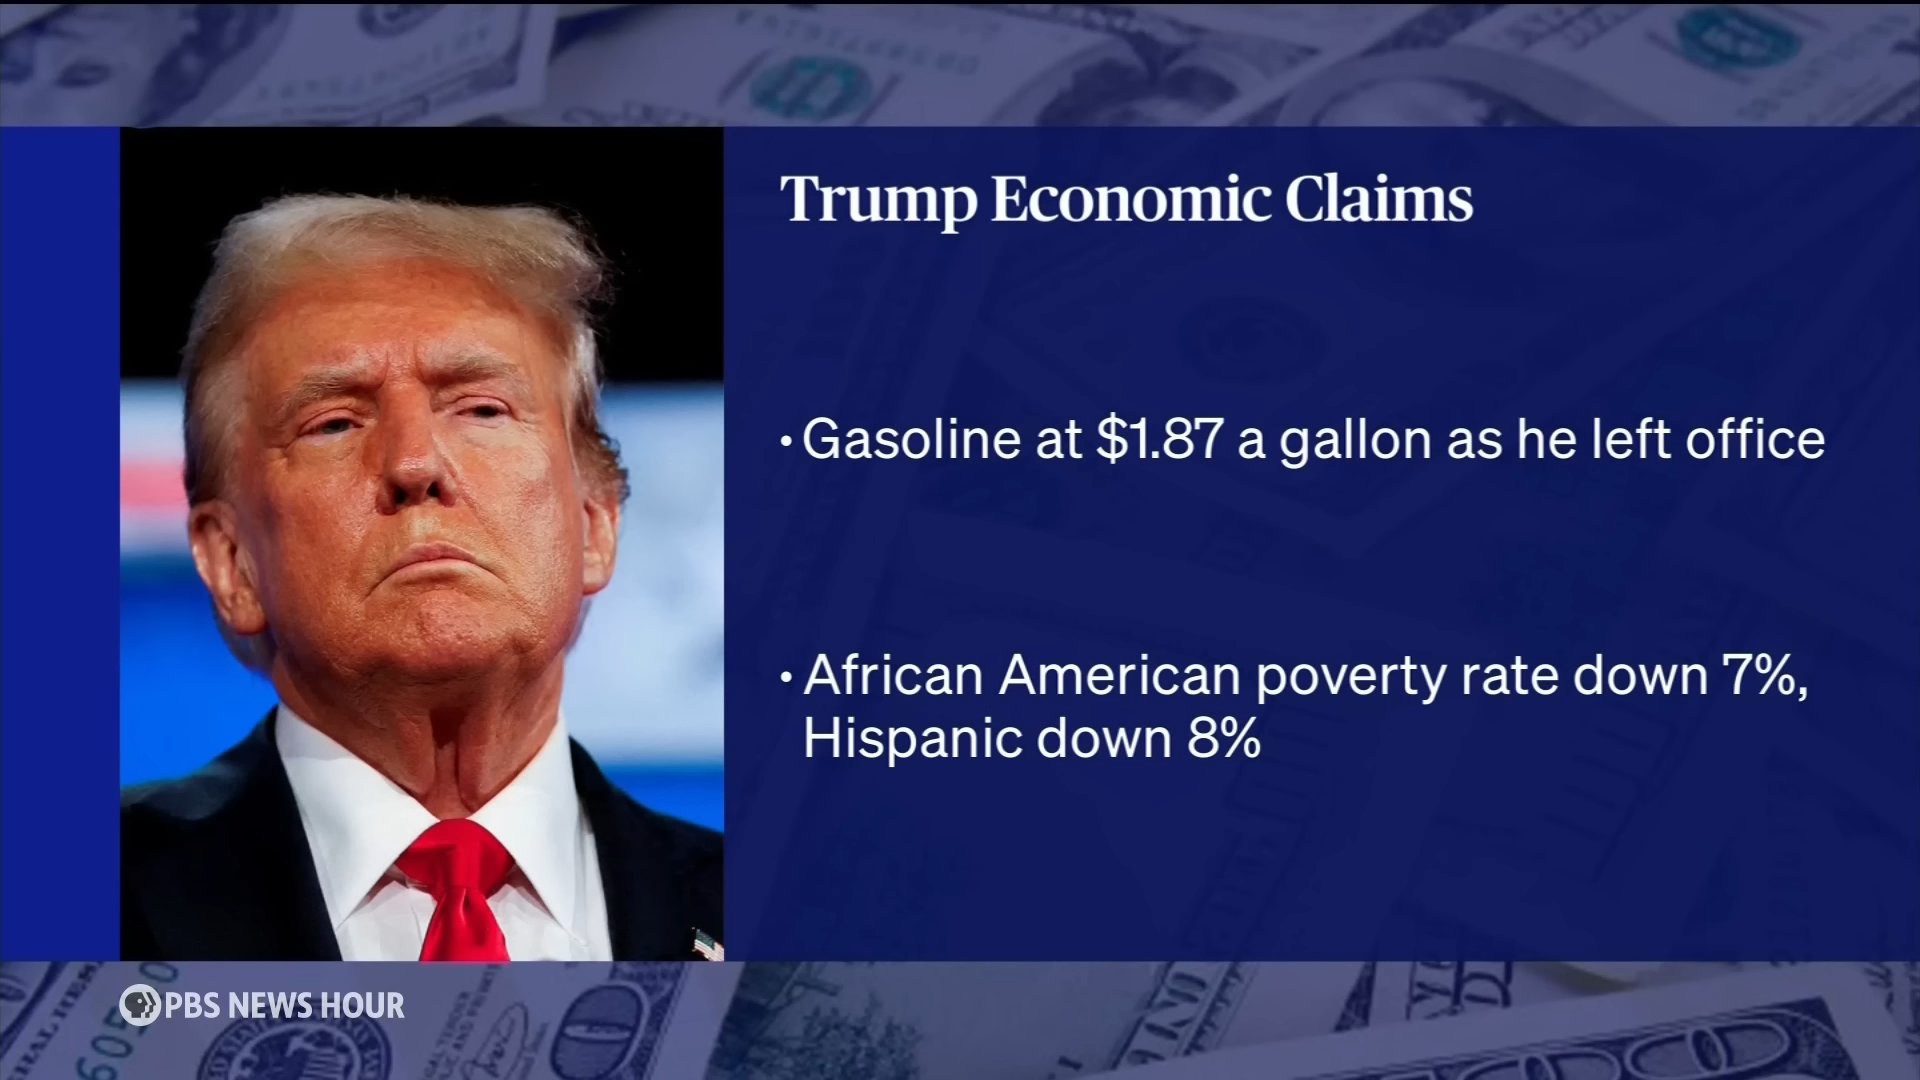 Trump Economic Claims
• Gasoline at $1.87 a gallon as he left office
• African American poverty rate down 7%,
Hispanic down 8%
PBS NEWS HOUR